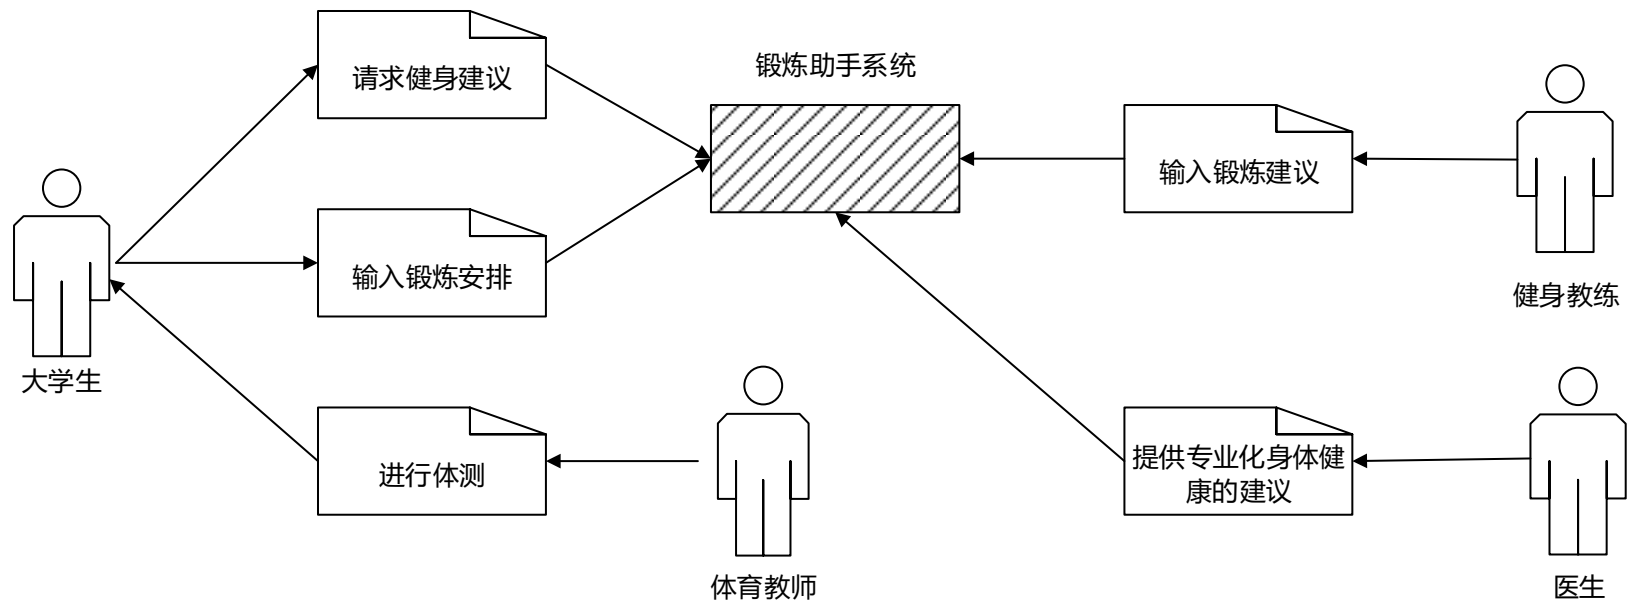 请求健身建议
锻炼助手系统
输入锻炼建议
输入锻炼安排
健身教练
大学生
进行体测
提供专业化身体健
康的建议
体育教师
医生